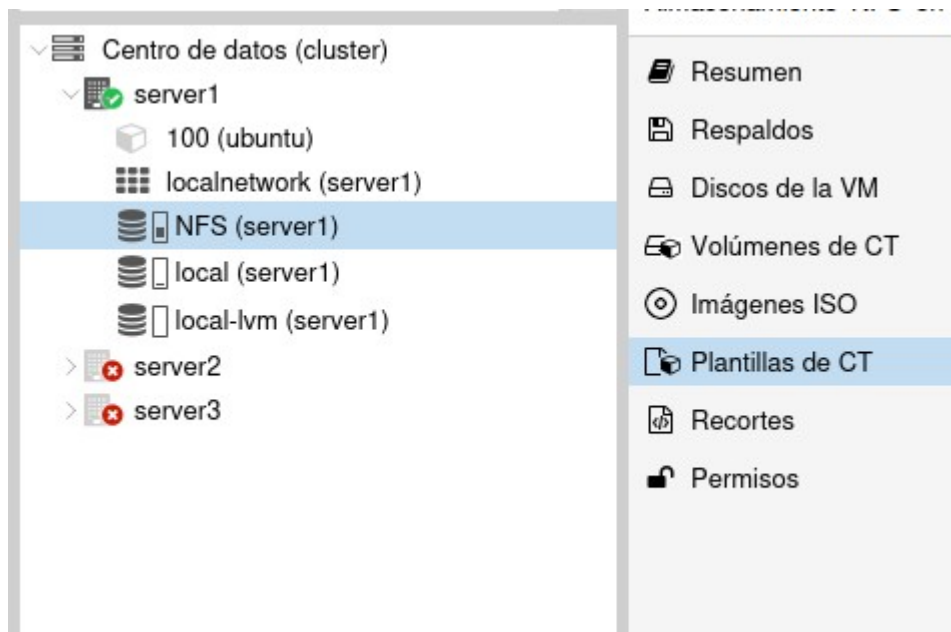 Centro de datos (cluster)
server1
100 (ubuntu)
localnetwork (server1)
NFS (server1)
local (server1)
local-lvm (server1)
server2
server3
Resumen
Respaldos
Discos de la VM
Volúmenes de CT
Imágenes ISO
Plantillas de CT
Recortes
Permisos